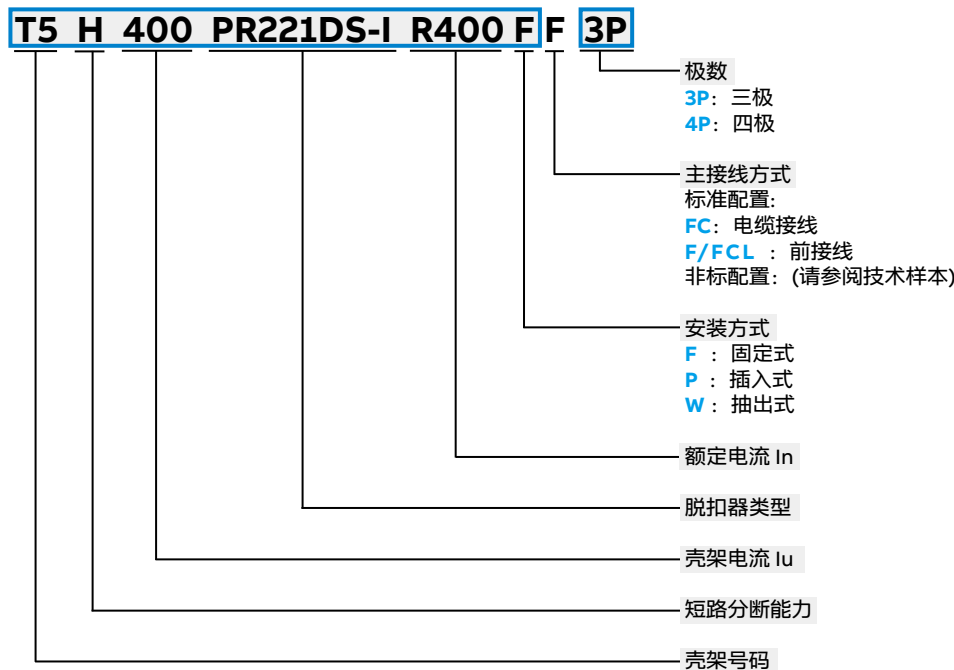 T5 H 400 PR221DS-I R400 F F 3P
极数
3P：三极
4P：四极
主接线方式
标准配置：
FC：电缆接线
F/FCL ：前接线
非标配置：(请参阅技术样本)
安装方式
F ：固定式
P ：插入式
W ：抽出式
额定电流 In
脱扣器类型
壳架电流 Iu
短路分断能力
壳架号码